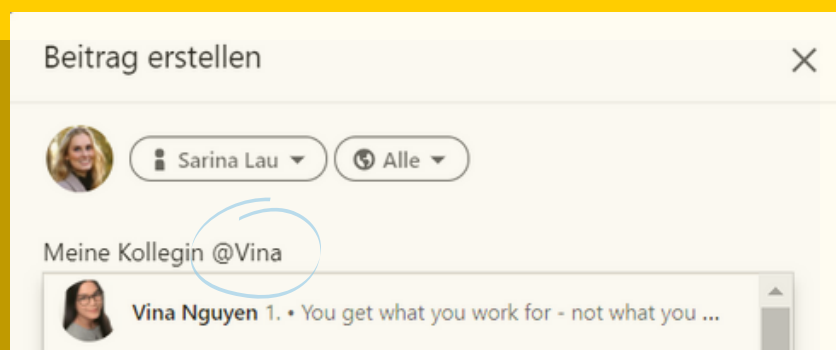 Beitrag erstellen
Sarina Lau Alle
Meine Kollegin @Vina
Vina Nguyen 1. • You get what you work for - not what you ...